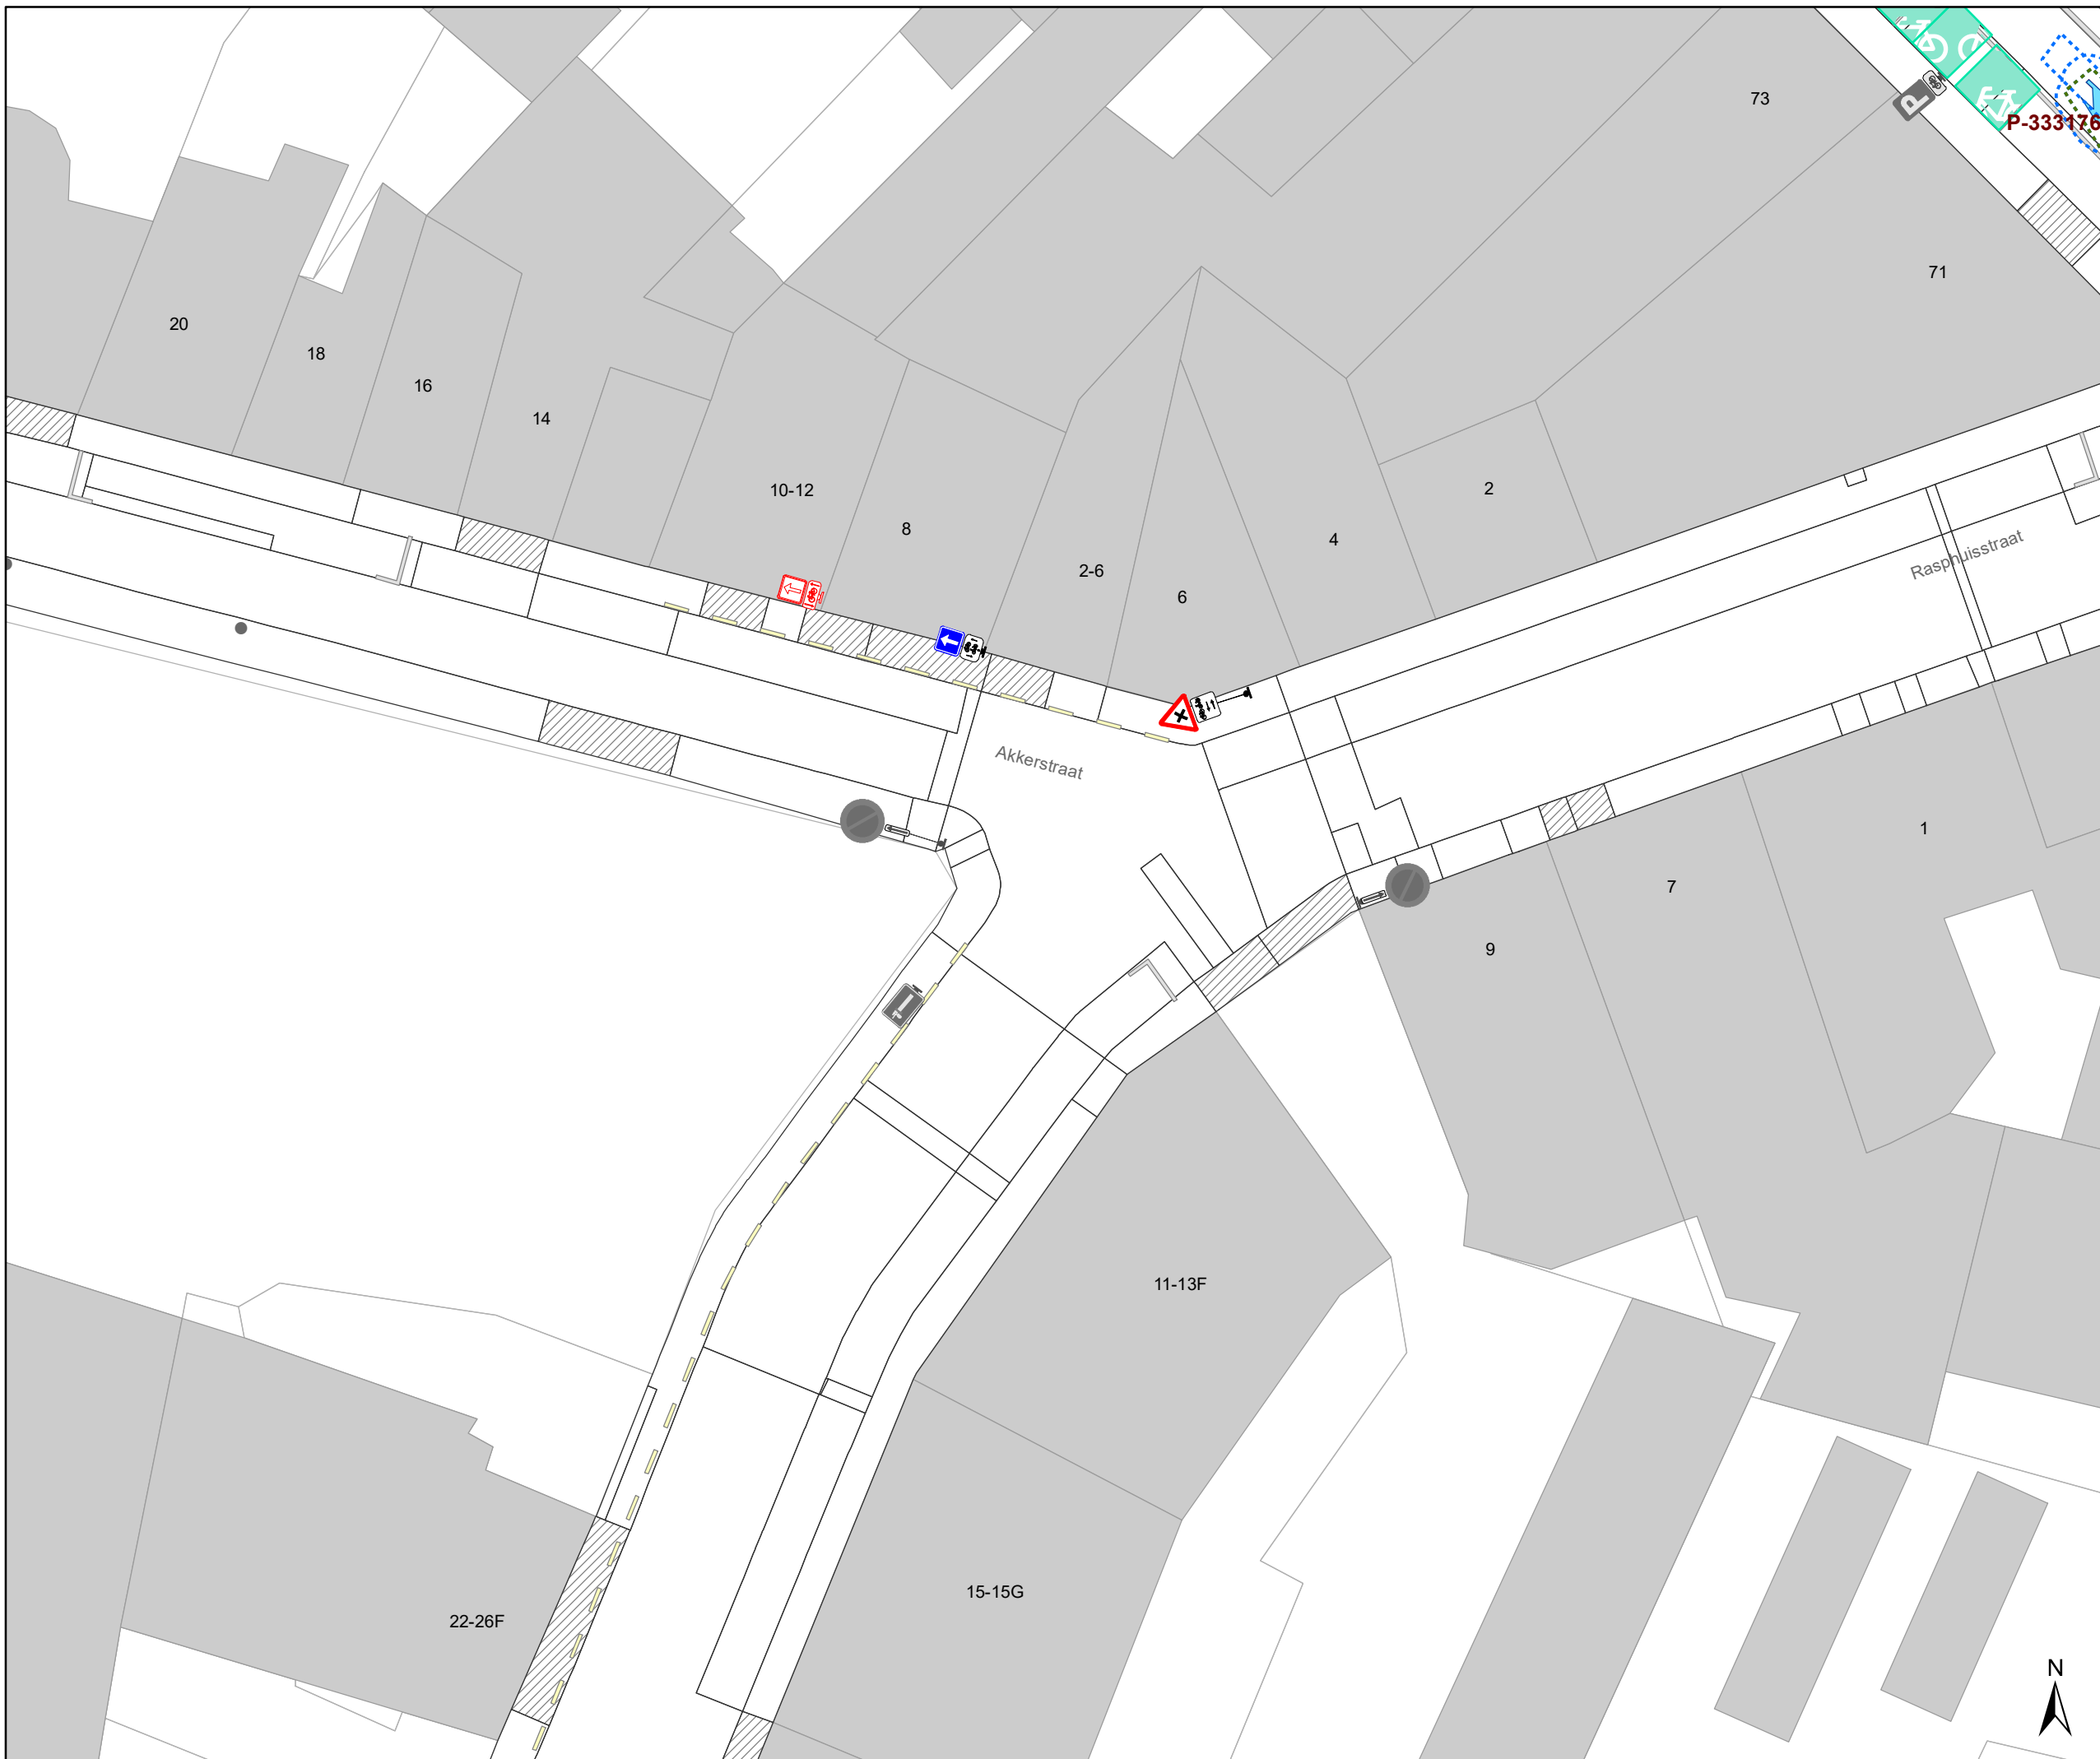 73
P-333176
71
20
18
16
14
10-12
8
2-6
6
4
2
Rasphuisstraat
Akkerstraat
1
7
9
11-13F
15-15G
22-26F
N